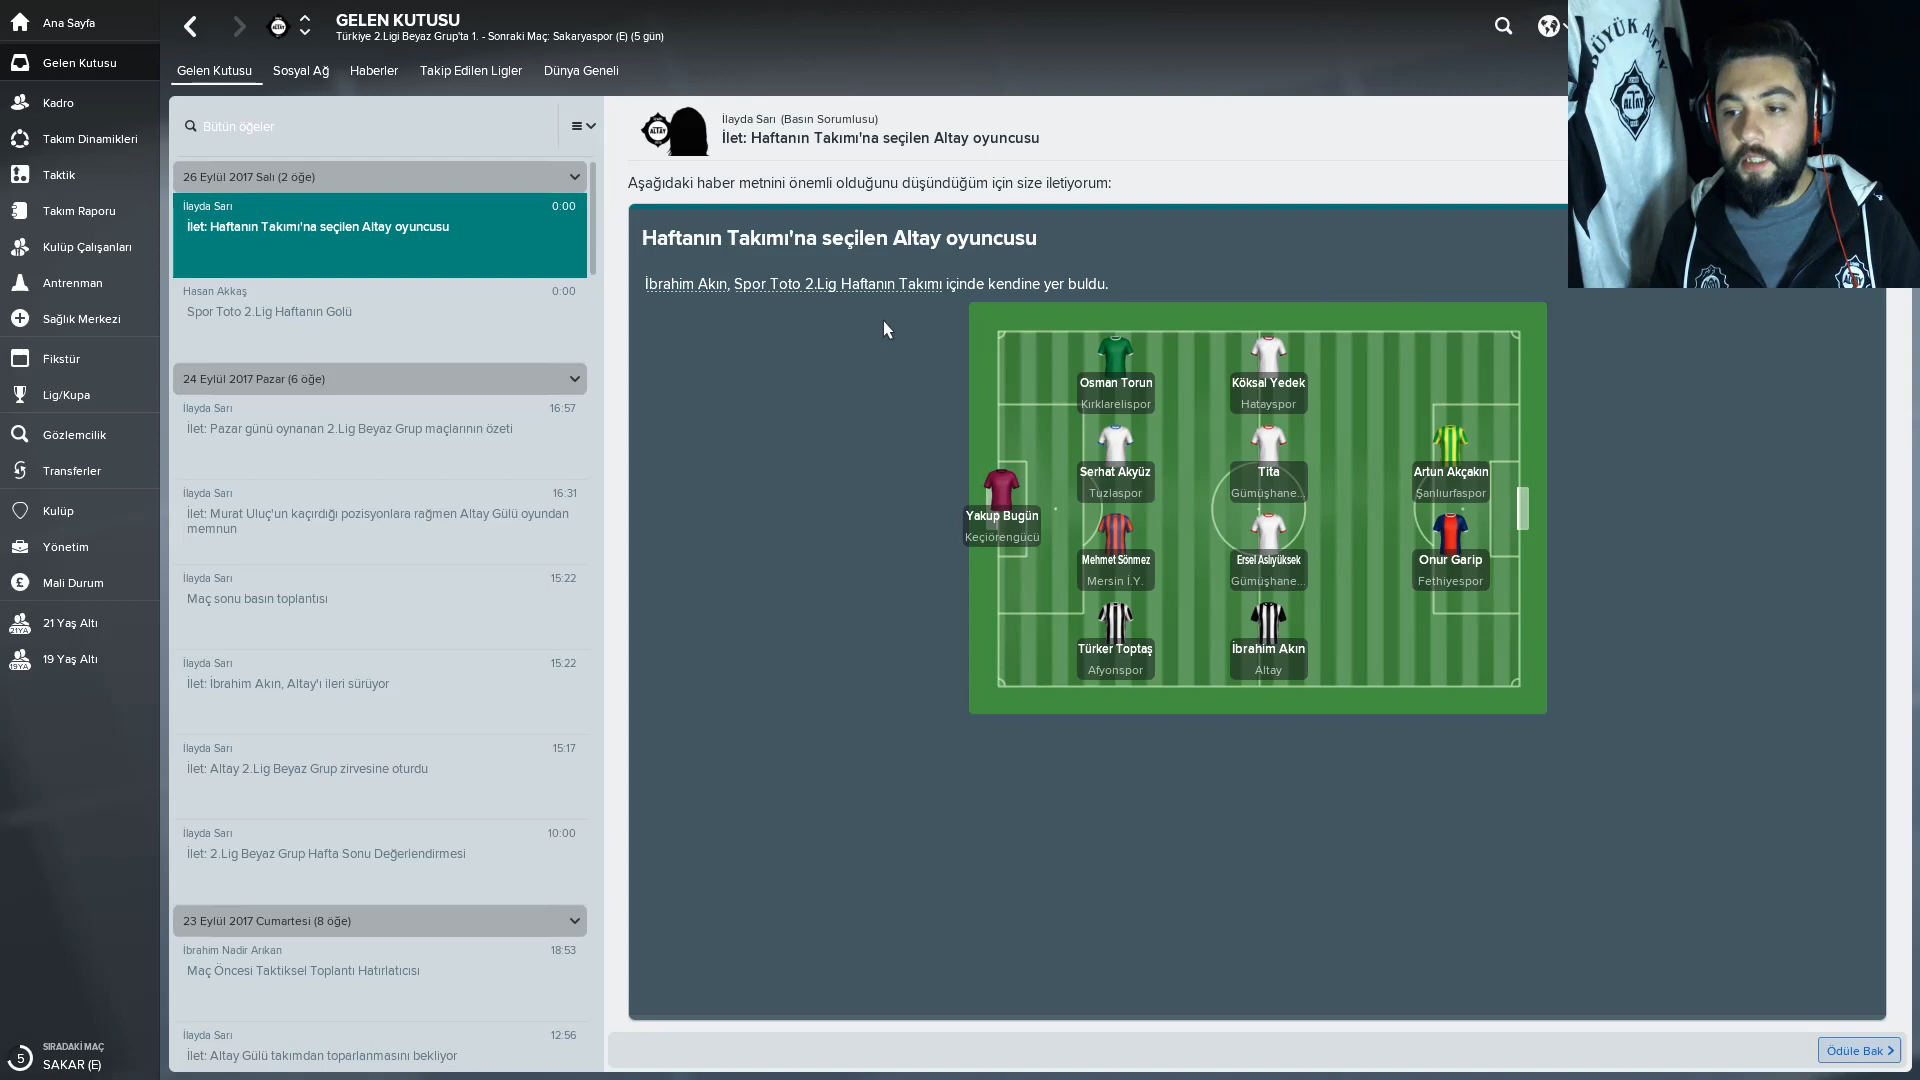 Ana Sayfa
Gelen Kutusu
Kadro
Takım Dinamikleri
Taktik
Takım Raporu
Kulüp Çalışanları
Antrenman
Sağlık Merkezi
Fikstür
Lig/Kupa
Gözlemcilik
Transferler
Kulüp
Yönetim
Mali Durum
21YA
21 Yaş Altı
19YA
19 Yaş Altı
5
SIRADAKİ MAÇ
SAKAR (E)
GELEN KUTUSU
Türkiye 2.Ligi Beyaz Grup'ta 1. - Sonraki Maç: Sakaryaspor (E) (5 gün)
Gelen Kutusu Sosyal Ağ Haberler Takip Edilen Ligler Dünya Geneli
Bütün öğeler
26 Eylül 2017 Salı (2 öğe)
İlayda Sarı 0:00
İlet: Haftanın Takımı'na seçilen Altay oyuncusu
Hasan Akkaş 0:00
Spor Toto 2.Lig Haftanın Golü
24 Eylül 2017 Pazar (6 öğe)
İlayda Sarı 16:57
İlet: Pazar günü oynanan 2.Lig Beyaz Grup maçlarının özeti
İlayda Sarı 16:31
İlet: Murat Uluç'un kaçırdığı pozisyonlara rağmen Altay Gülü oyundan
memnun
İlayda Sarı 15:22
Maç sonu basın toplantısı
İlayda Sarı 15:22
İlet: İbrahim Akın, Altay'ı ileri sürüyor
İlayda Sarı 15:17
İlet: Altay 2.Lig Beyaz Grup zirvesine oturdu
İlayda Sarı 10:00
İlet: 2.Lig Beyaz Grup Hafta Sonu Değerlendirmesi
23 Eylül 2017 Cumartesi (8 öğe)
İbrahim Nadir Arıkan 18:53
Maç Öncesi Taktiksel Toplantı Hatırlatıcısı
İlayda Sarı 12:56
İlet: Altay Gülü takımdan toparlanmasını bekliyor
ALTAY
İlayda Sarı (Basın Sorumlusu)
İlet: Haftanın Takımı'na seçilen Altay oyuncusu
Aşağıdaki haber metnini önemli olduğunu düşündüğüm için size iletiyorum:
Haftanın Takımı'na seçilen Altay oyuncusu
İbrahim Akın, Spor Toto 2.Lig Haftanın Takımı içinde kendine yer buldu.
Osman Torun
Kırklarelispor
Köksal Yedek
Hatayspor
Serhat Akyüz
Tuzlaspor
Tita
Gümüşhane...
Artun Akçakın
Şanlıurfaspor
Yakup Bugün
Keçiörengücü
Mehmet Sönmez
Mersin İ.Y.
Ersel Aslıyüksek
Gümüşhane...
Onur Garip
Fethiyespor
Türker Toptaş
Afyonspor
İbrahim Akın
Altay
Ödüle Bak
BÜYÜK ALTAY
ALTAY